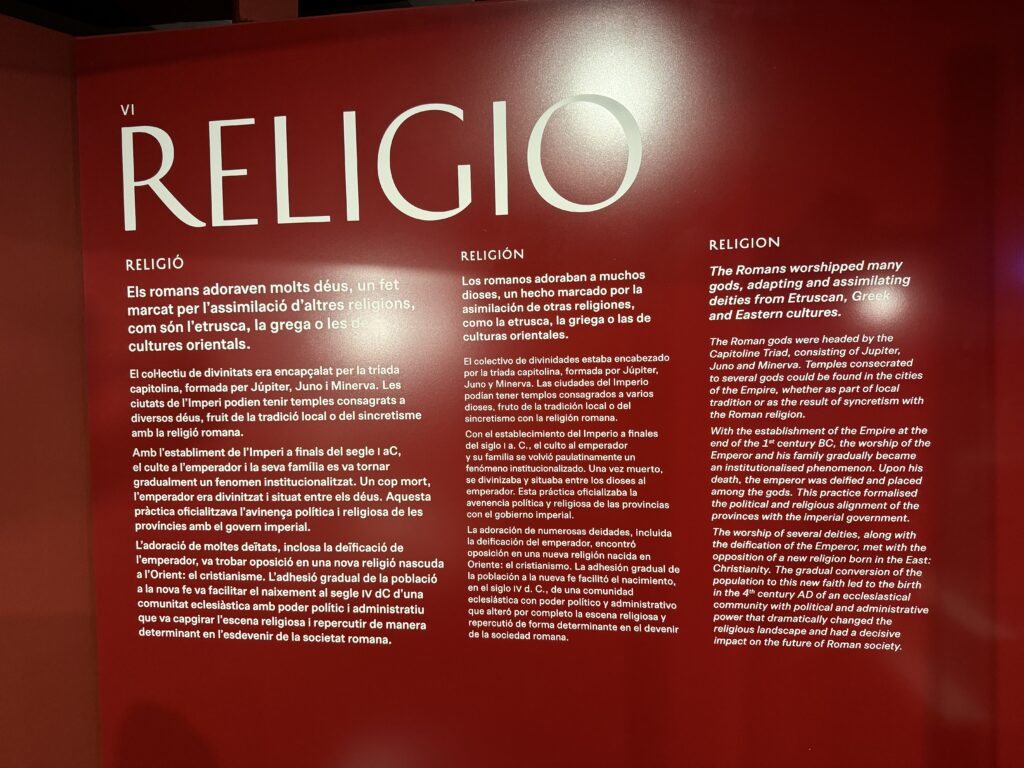 VI
RELIGIO
RELIGIÓ
Els romans adoraven molts déus, un fet
marcat per l'assimilació d'altres religions,
com són l'etrusca, la grega o les de
cultures orientals.
El col·lectiu de divinitats era encapçalat per la tríada
capitolina, formada per Júpiter, Juno i Minerva. Les
ciutats de l'Imperi podien tenir temples consagrats a
diversos déus, fruit de la tradició local o del sincretisme
amb la religió romana.
Amb l'establiment de l'Imperi a finals del segle I aC,
el culte a l'emperador i la seva família es va tornar
gradualment un fenomen institucionalitzat. Un cop mort,
l'emperador era divinitzat i situat entre els déus. Aquesta
pràctica oficialitzava l'avinença política i religiosa de les
províncies amb el govern imperial.
L'adoració de moltes deïtats, inclosa la deïficació de
l'emperador, va trobar oposició en una nova religió nascuda
a l'Orient: el cristianisme. L'adhesió gradual de la població
a la nova fe va facilitar el naixement al segle IV dC d'una
comunitat eclesiàstica amb poder polític i administratiu
que va capgirar l'escena religiosa i repercutir de manera
determinant en l'esdevenir de la societat romana.
RELIGIÓN
Los romanos adoraban a muchos
dioses, un hecho marcado por la
asimilación de otras religiones,
como la etrusca, la griega o las de
culturas orientales.
El colectivo de divinidades estaba encabezado
por la tríada capitolina, formada por Júpiter,
Juno y Minerva. Las ciudades del Imperio
podían tener templos consagrados a varios
dioses, fruto de la tradición local o del
sincretismo con la religión romana.
Con el establecimiento del Imperio a finales
del siglo I a. C., el culto al emperador
y su familia se volvió paulatinamente un
fenómeno institucionalizado. Una vez muerto,
se divinizaba y situaba entre los dioses al
emperador. Esta práctica oficializaba la
avenencia política y religiosa de las provincias
con el gobierno imperial.
La adoración de numerosas deidades, incluida
la deificación del emperador, encontró
oposición en una nueva religión nacida en
Oriente: el cristianismo. La adhesión gradual de
la población a la nueva fe facilitó el nacimiento,
en el siglo IV d. C., de una comunidad
eclesiástica con poder político y administrativo
que alteró por completo la escena religiosa y
repercutió de forma determinante en el devenir
de la sociedad romana.
RELIGION
The Romans worshipped many
gods, adapting and assimilating
deities from Etruscan, Greek
and Eastern cultures.
The Roman gods were headed by the
Capitoline Triad, consisting of Jupiter,
Juno and Minerva. Temples consecrated
to several gods could be found in the cities
of the Empire, whether as part of local
tradition or as the result of syncretism with
the Roman religion.
With the establishment of the Empire at the
end of the 1st century BC, the worship of the
Emperor and his family gradually became
an institutionalised phenomenon. Upon his
death, the emperor was deified and placed
among the gods. This practice formalised
the political and religious alignment of the
provinces with the imperial government.
The worship of several deities, along with
the deification of the Emperor, met with the
opposition of a new religion born in the East:
Christianity. The gradual conversion of the
population to this new faith led to the birth
in the 4th century AD of an ecclesiastical
community with political and administrative
power that dramatically changed the
religious landscape and had a decisive
impact on the future of Roman society.